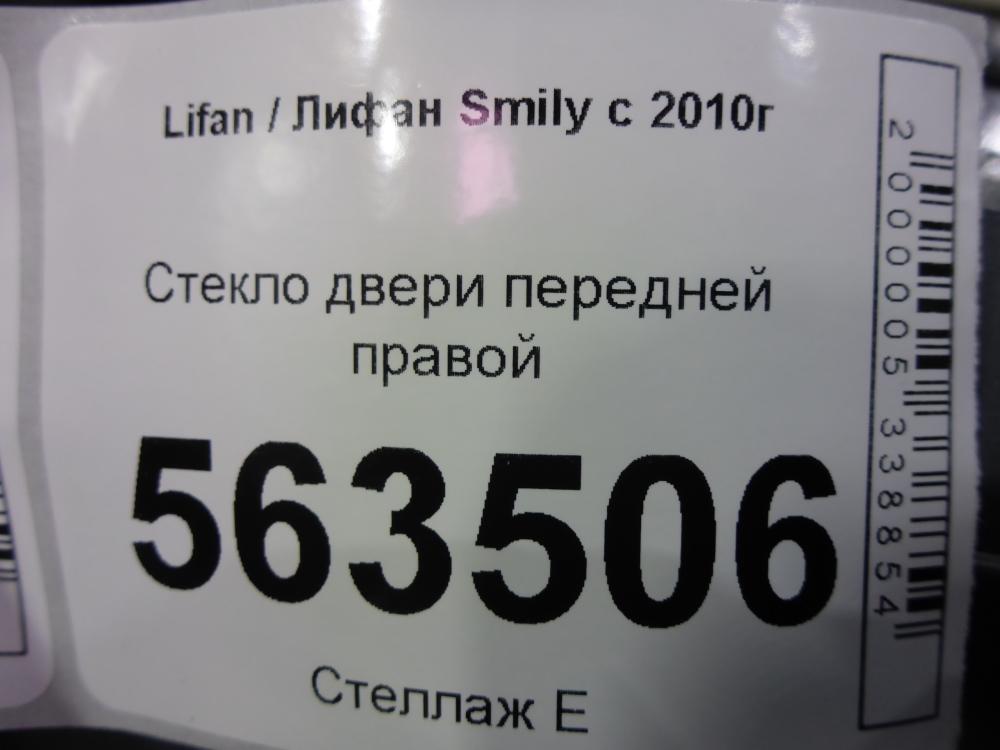 Lifan / Лифан Smily с 2010г
Стекло двери передней
правой
563506
Стеллаж Е
2000005338854